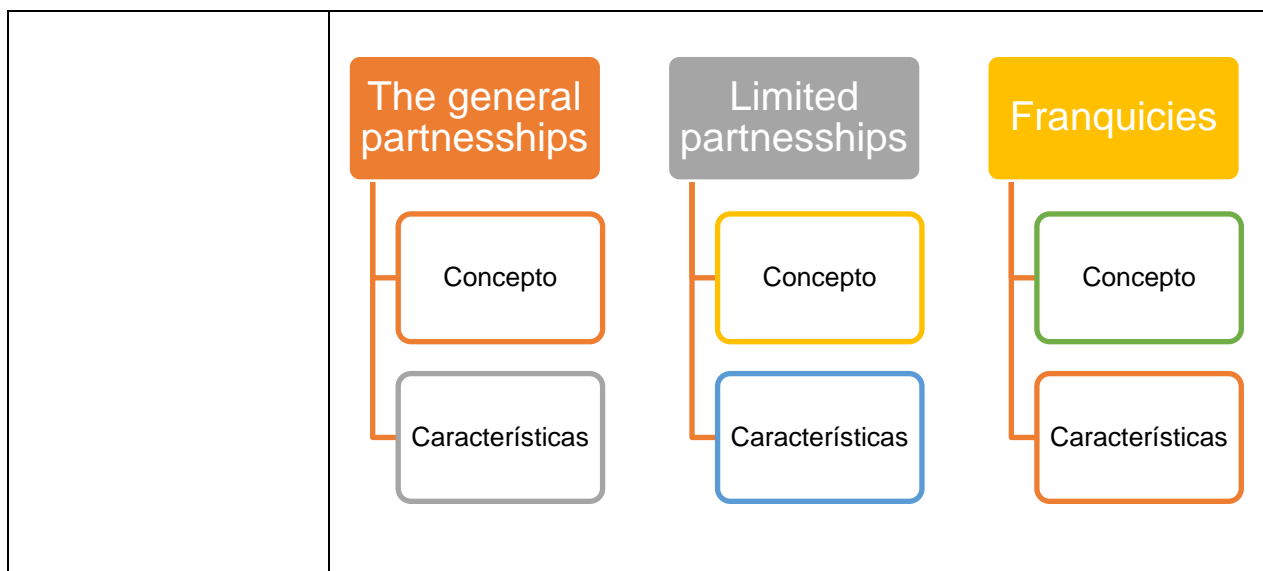 The general
partnesships
Limited
partnesships
Franquicies
Concepto
Concepto
Concepto
Características
Características
Características